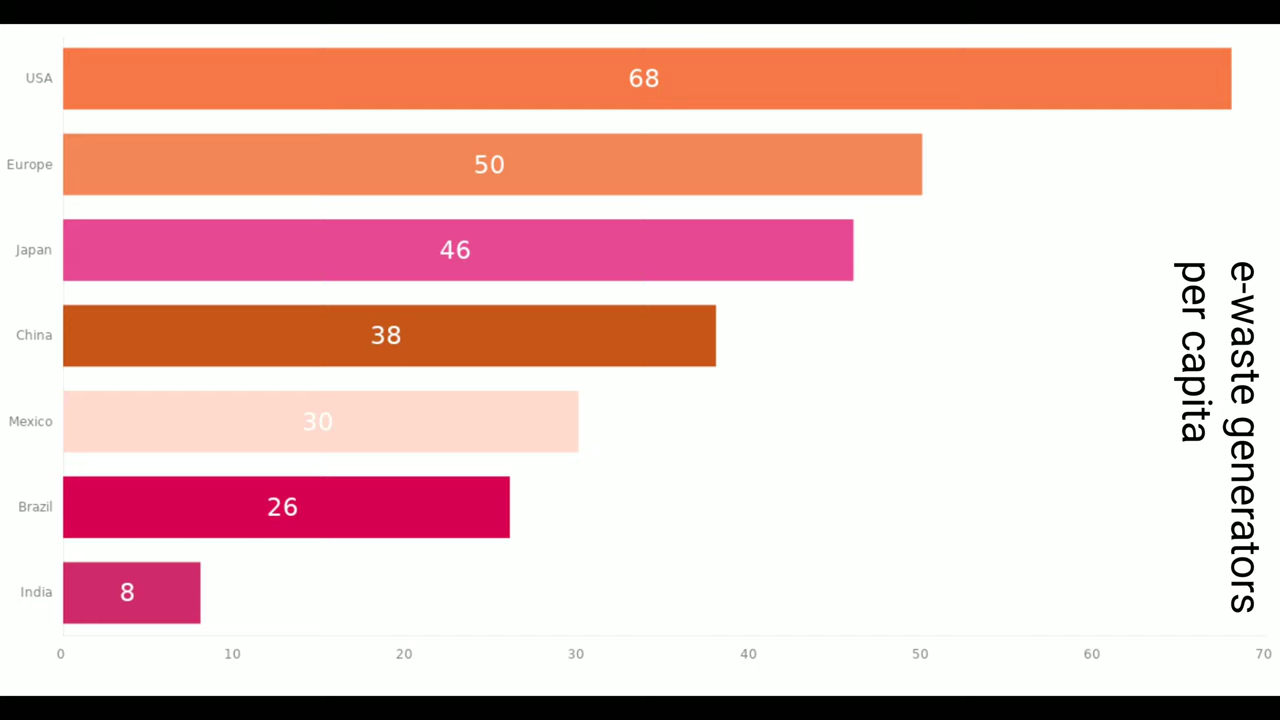 USA 68
Europe 50
Japan 46
China 38
Mexico 30
Brazil 26
India 8
0 10 20 30 40 50 60 70
e-waste generators
per capita